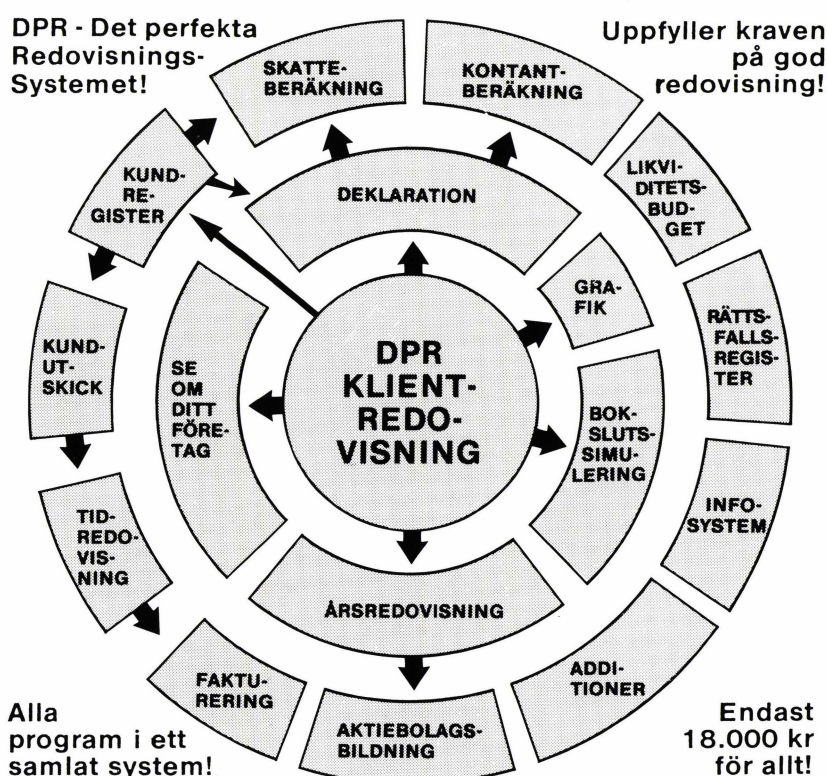 DPR - Det perfekta
Redovisnings-
Systemet!
Uppfyller kraven
på god
redovisning!
SKATTE-
BERÄKNING
KONTANT-
BERÄKNING
KUND-
RE-
GISTER
DEKLARATION
LIKVI-
DITETS-
BUD-
GET
GRA-
FIK
RÄTTS-
FALLS-
REGIS-
TER
KUND-
UT-
SKICK
SE
OM
DITT
FÖRE-
TAG
DPR
KLIENT-
REDO-
VISNING
BOK-
SLUTS-
SIMU-
LERING
INFO-
SYSTEM
TID-
REDO-
VIS-
NING
ÅRSREDOVISNING
ADDI-
TIONER
FAKTU-
RERING
AKTIEBOLAGS-
BILDNING
Alla
program i ett
samlat system!
Endast
18.000 kr
för allt!